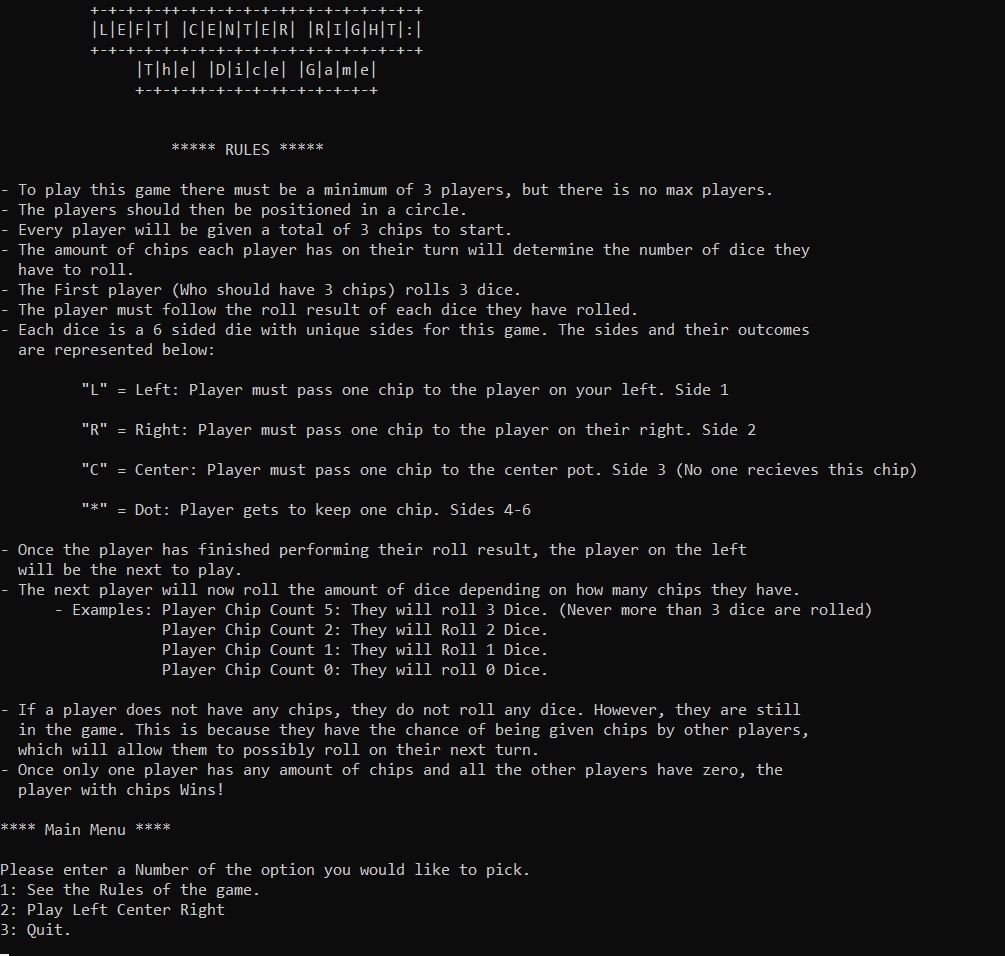 +-+-+-+-++-+-+-+-+-+-++-+-+-+-+-+-+
|L|E|F|T| |C|E|N|T|E|R| |R|I|G|H|T|:|
+-+-+-+-++-+-+-+-+-+-++-+-+-+-+-+-+
|T|h|e| |D|i|c|e| |G|a|m|e|
+-+-+-++-+-+-+-++-+-+-+-+-+
***** RULES *****
- To play this game there must be a minimum of 3 players, but there is no max players.
- The players should then be positioned in a circle.
- Every player will be given a total of 3 chips to start.
- The amount of chips each player has on their turn will determine the number of dice they
have to roll.
- The First player (Who should have 3 chips) rolls 3 dice.
- The player must follow the roll result of each dice they have rolled.
- Each dice is a 6 sided die with unique sides for this game. The sides and their outcomes
are represented below:
"L" = Left: Player must pass one chip to the player on your left. Side 1
"R" = Right: Player must pass one chip to the player on their right. Side 2
"C" = Center: Player must pass one chip to the center pot. Side 3 (No one recieves this chip)
"*" = Dot: Player gets to keep one chip. Sides 4-6
- Once the player has finished performing their roll result, the player on the left
will be the next to play.
- The next player will now roll the amount of dice depending on how many chips they have.
- Examples: Player Chip Count 5: They will roll 3 Dice. (Never more than 3 dice are rolled)
Player Chip Count 2: They will Roll 2 Dice.
Player Chip Count 1: They will Roll 1 Dice.
Player Chip Count 0: They will roll 0 Dice.
- If a player does not have any chips, they do not roll any dice. However, they are still
in the game. This is because they have the chance of being given chips by other players,
which will allow them to possibly roll on their next turn.
- Once only one player has any amount of chips and all the other players have zero, the
player with chips Wins!
**** Main Menu ****
Please enter a Number of the option you would like to pick.
1: See the Rules of the game.
2: Play Left Center Right
3: Quit.